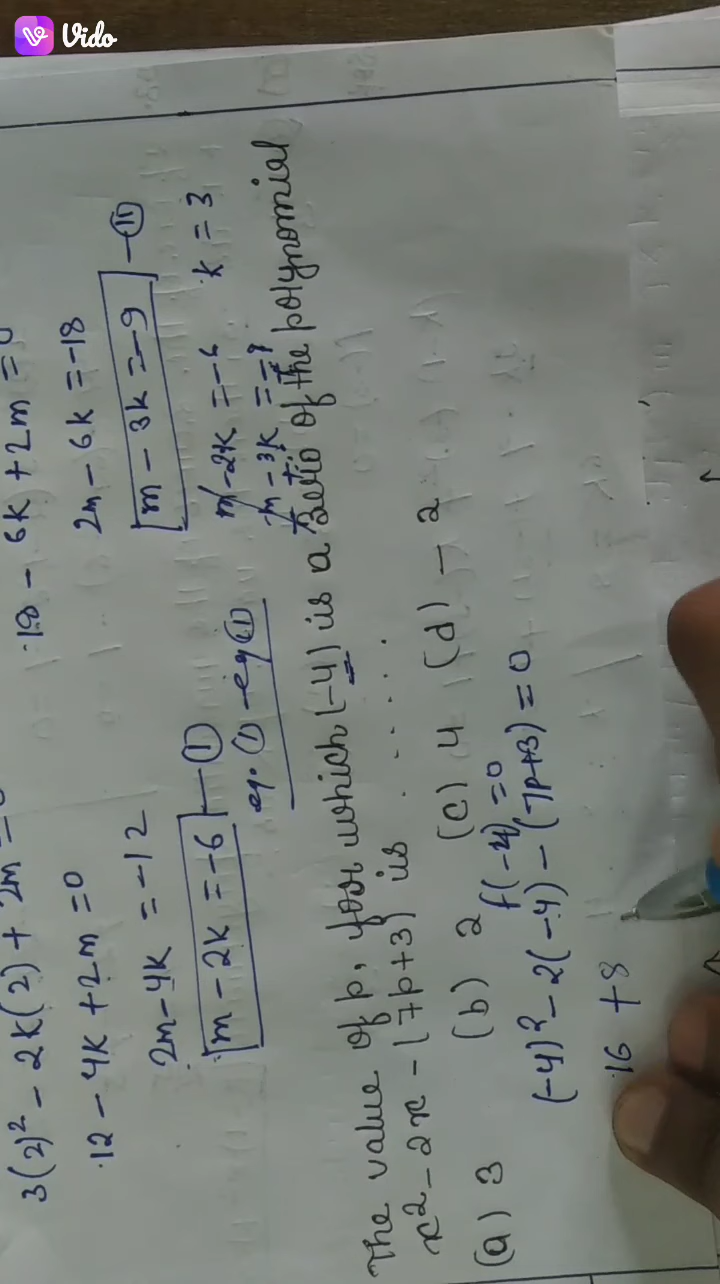 Vido
3(2)² - 2k(2) + 2m =
18 - 6k + 2m = 0
12 - 4k + 2m = 0
2m - 6k = -18
2m - 4k = -12
m - 3k = -9 - (II)
m - 2k = -6 - (I)
m - 2k = -6
k = 3
eq. (I) - eq (II)
m - 3k = -9
The value of p, for which (-4) is a zero of the polynomial
x² - 2x - (7p+3) is . . . . . .
(a) 3 (b) 2 (c) 4 (d) - 2
f(-4) = 0
(-4)² - 2(-4) - (7p+3) = 0
16 + 8